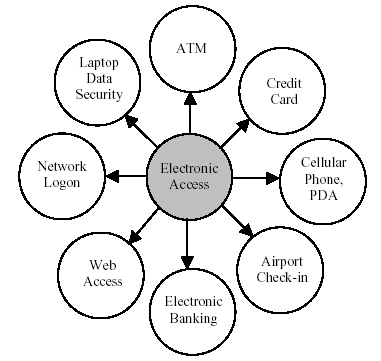 ATM
Laptop
Data
Security
Credit
Card
Network
Logon
Electronic
Access
Cellular
Phone,
PDA
Web
Access
Airport
Check-in
Electronic
Banking